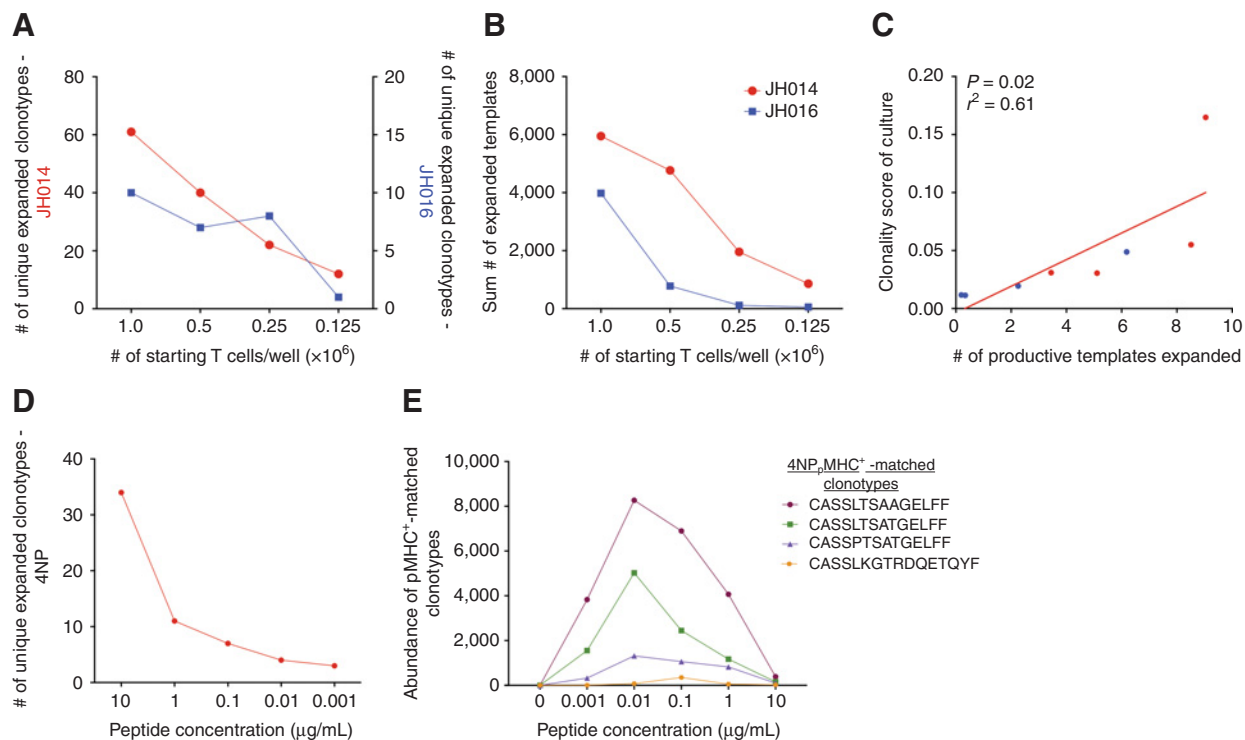 A
# of unique expanded clonotypes -
JH014
80
60
40
20
0
1.0 0.5 0.25 0.125
# of starting T cells/well (×10⁶)
20
15
10
5
0
# of unique expanded clonotypes -
JH016
B
Sum # of expanded templates
8,000
6,000
4,000
2,000
0
1.0 0.5 0.25 0.125
# of starting T cells/well (×10⁶)
JH014
JH016
C
Clonality score of culture
0.20
0.15
0.10
0.05
0.00
P = 0.02
r² = 0.61
0 2 4 6 8 10
# of productive templates expanded
D
# of unique expanded clonotypes -
4NP
40
30
20
10
0
10 1 0.1 0.01 0.001
Peptide concentration (μg/mL)
E
Abundance of pMHC⁺-matched
clonotypes
10,000
8,000
6,000
4,000
2,000
0
0 0.001 0.01 0.1 1 10
Peptide concentration (μg/mL)
4NPpMHC⁺ -matched
clonotypes
CASSLTSAAGELFF
CASSLTSATGELFF
CASSPTSATGELFF
CASSLKGTRDQETQYF